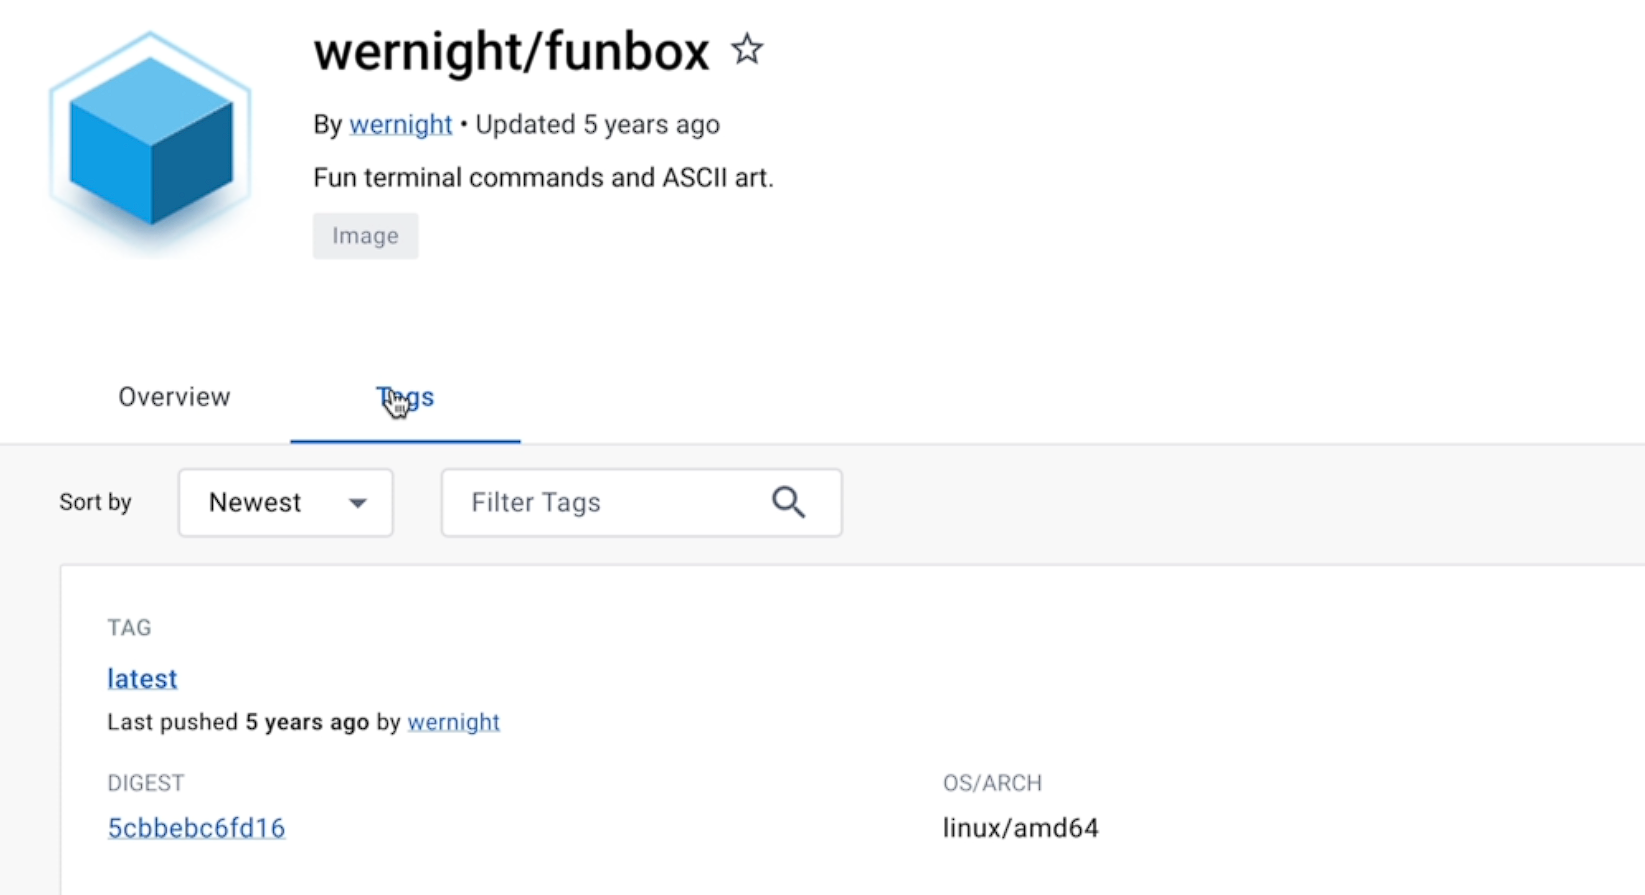 wernight/funbox
By wernight • Updated 5 years ago
Fun terminal commands and ASCII art.
Image
Overview Tags
Sort by Newest Filter Tags
TAG
latest
Last pushed 5 years ago by wernight
DIGEST OS/ARCH
5cbbebc6fd16 linux/amd64